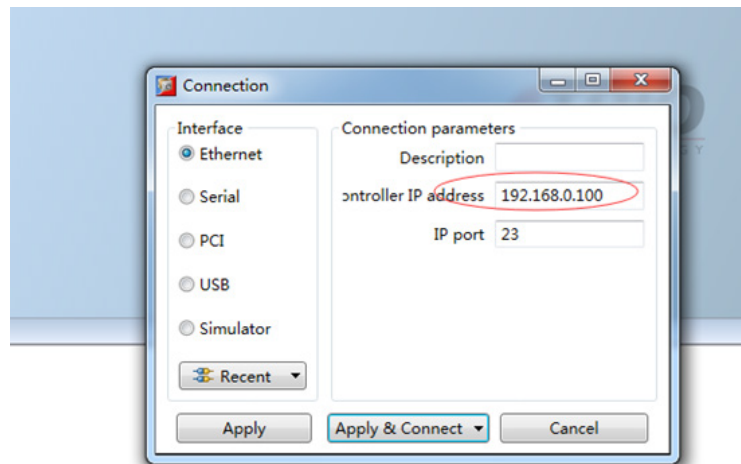 Connection
Interface
Ethernet
Serial
PCI
USB
Simulator
Recent
Connection parameters
Description
ontroller IP address 192.168.0.100
IP port 23
Apply
Apply & Connect
Cancel